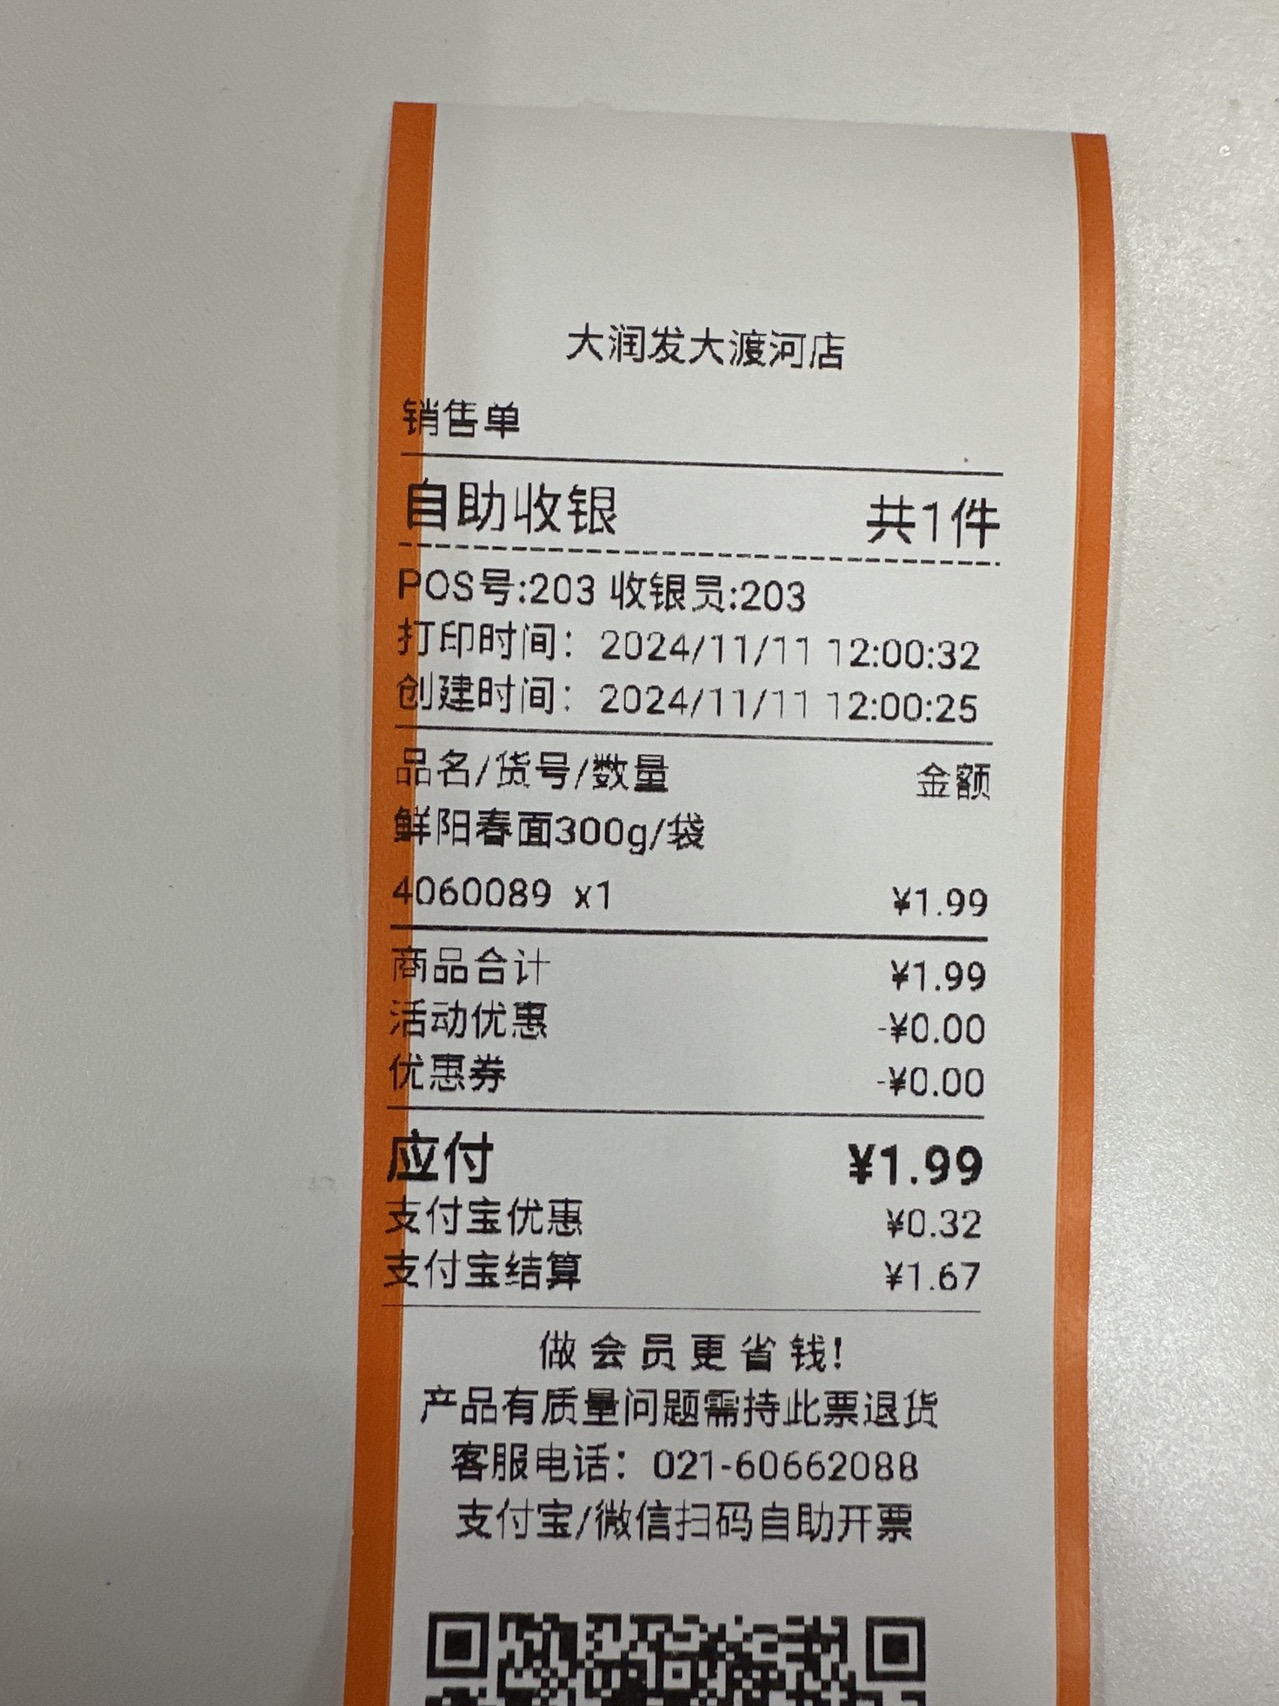 大润发大渡河店
销售单
自助收银 共1件
POS号:203 收银员:203
打印时间：2024/11/11 12:00:32
创建时间：2024/11/11 12:00:25
品名/货号/数量 金额
鲜阳春面300g/袋
4060089 x1 ¥1.99
商品合计 ¥1.99
活动优惠 -¥0.00
优惠券 -¥0.00
应付 ¥1.99
支付宝优惠 ¥0.32
支付宝结算 ¥1.67
做会员更省钱!
产品有质量问题需持此票退货
客服电话：021-60662088
支付宝/微信扫码自助开票